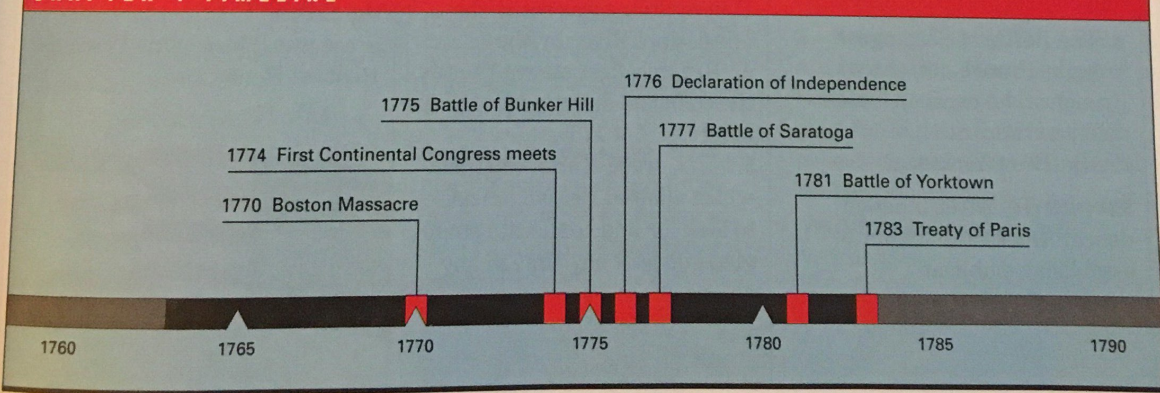 1776 Declaration of Independence
1775 Battle of Bunker Hill
1777 Battle of Saratoga
1774 First Continental Congress meets
1781 Battle of Yorktown
1770 Boston Massacre
1783 Treaty of Paris
1760 1765 1770 1775 1780 1785 1790